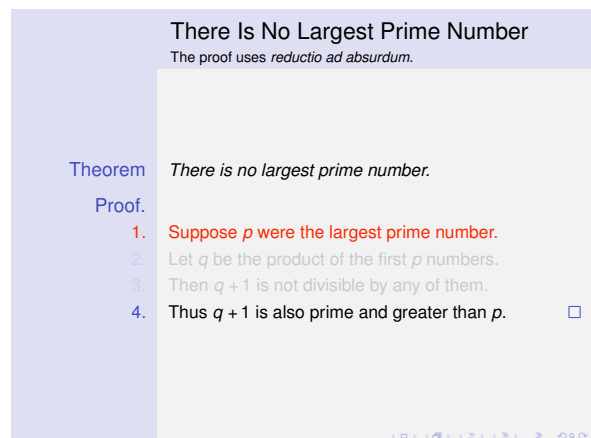 There Is No Largest Prime Number
The proof uses reductio ad absurdum.
Theorem There is no largest prime number.
Proof.
1. Suppose p were the largest prime number.
2. Let q be the product of the first p numbers.
3. Then q + 1 is not divisible by any of them.
4. Thus q + 1 is also prime and greater than p. □